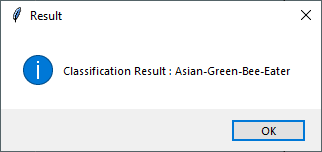 Result
Classification Result : Asian-Green-Bee-Eater
OK